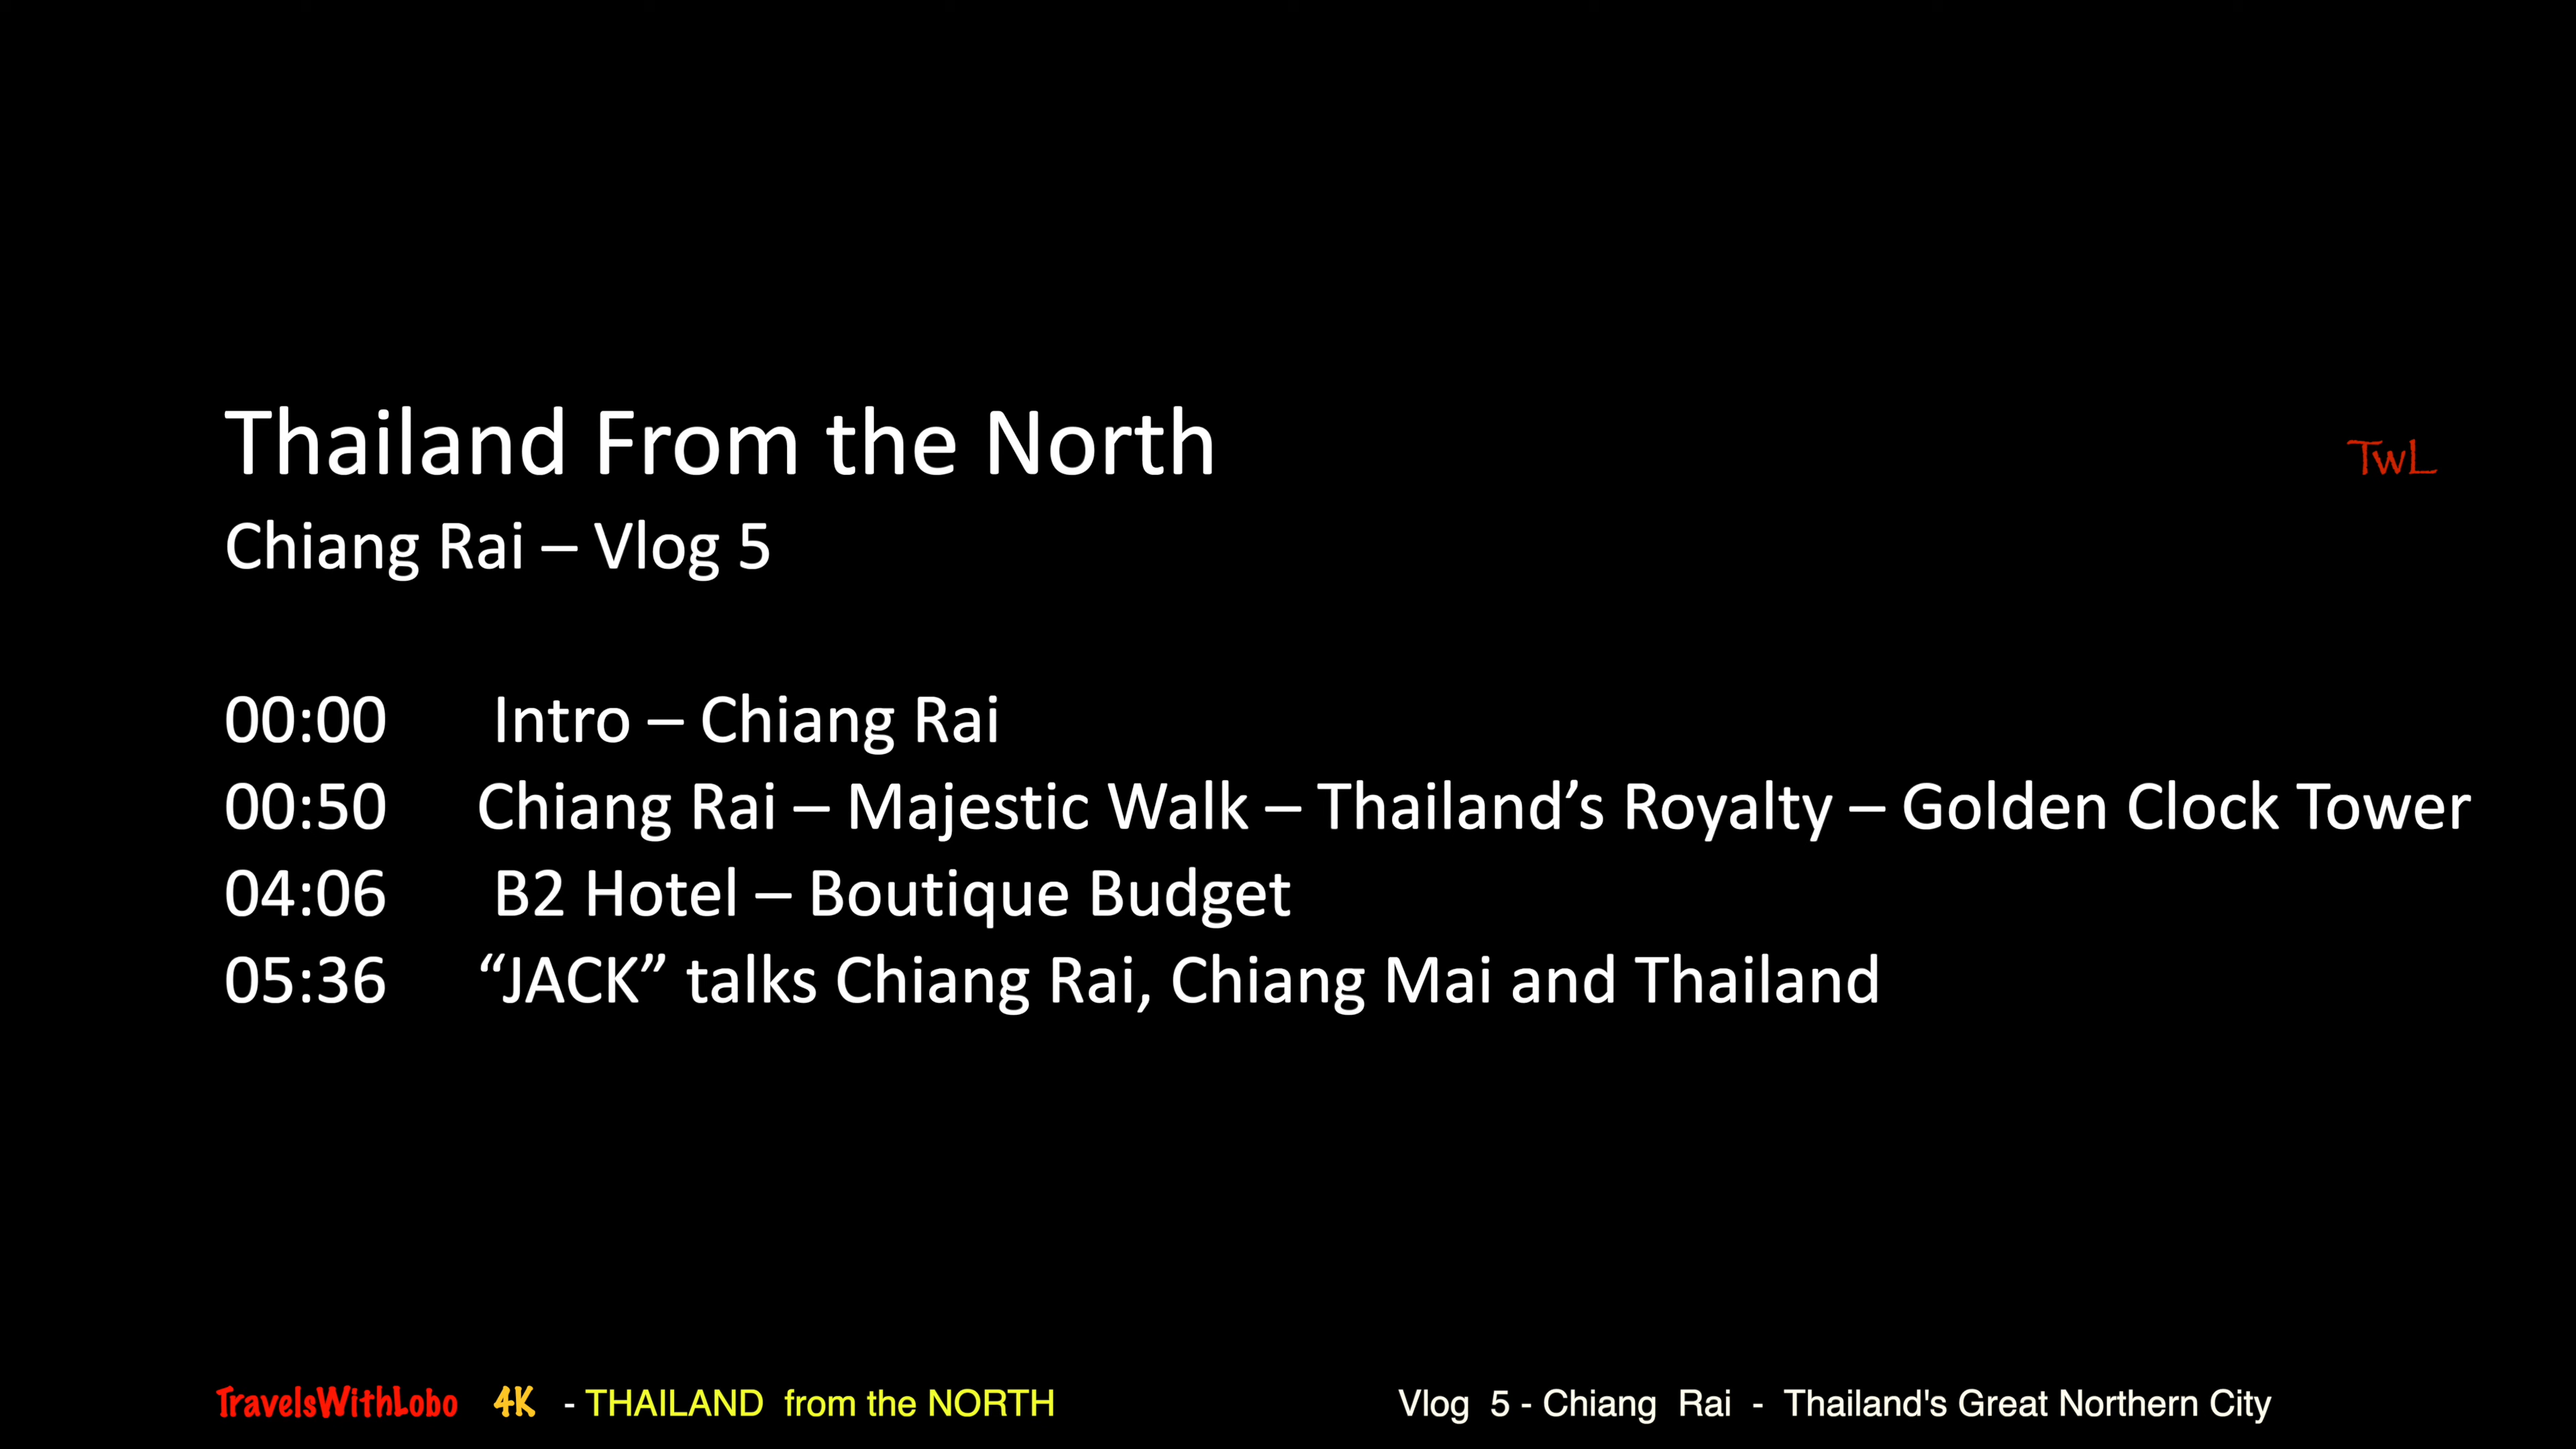 Thailand From the North
TwL
Chiang Rai – Vlog 5
00:00 Intro – Chiang Rai
00:50 Chiang Rai – Majestic Walk – Thailand’s Royalty – Golden Clock Tower
04:06 B2 Hotel – Boutique Budget
05:36 “JACK” talks Chiang Rai, Chiang Mai and Thailand
TravelsWithLobo 4K - THAILAND from the NORTH
Vlog 5 - Chiang Rai - Thailand's Great Northern City